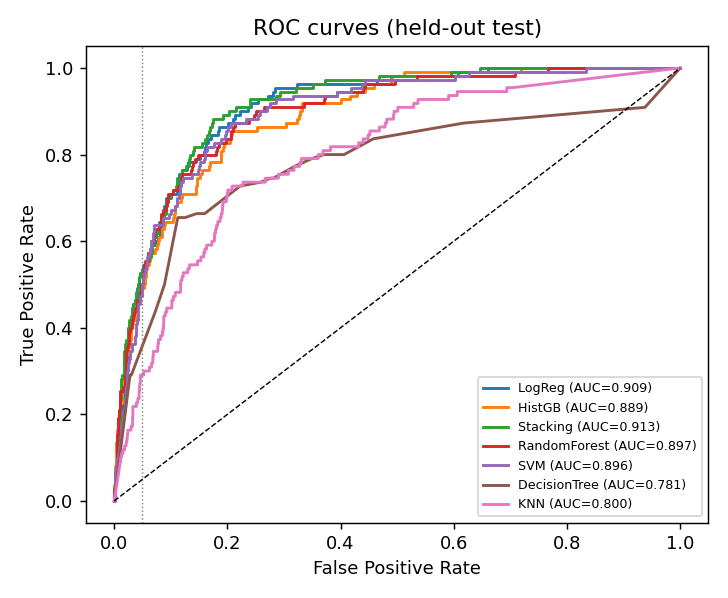 ROC curves (held-out test)
1.0
0.8
0.6
0.4
0.2
0.0
True Positive Rate
0.0 0.2 0.4 0.6 0.8 1.0
False Positive Rate
LogReg (AUC=0.909)
HistGB (AUC=0.889)
Stacking (AUC=0.913)
RandomForest (AUC=0.897)
SVM (AUC=0.896)
DecisionTree (AUC=0.781)
KNN (AUC=0.800)